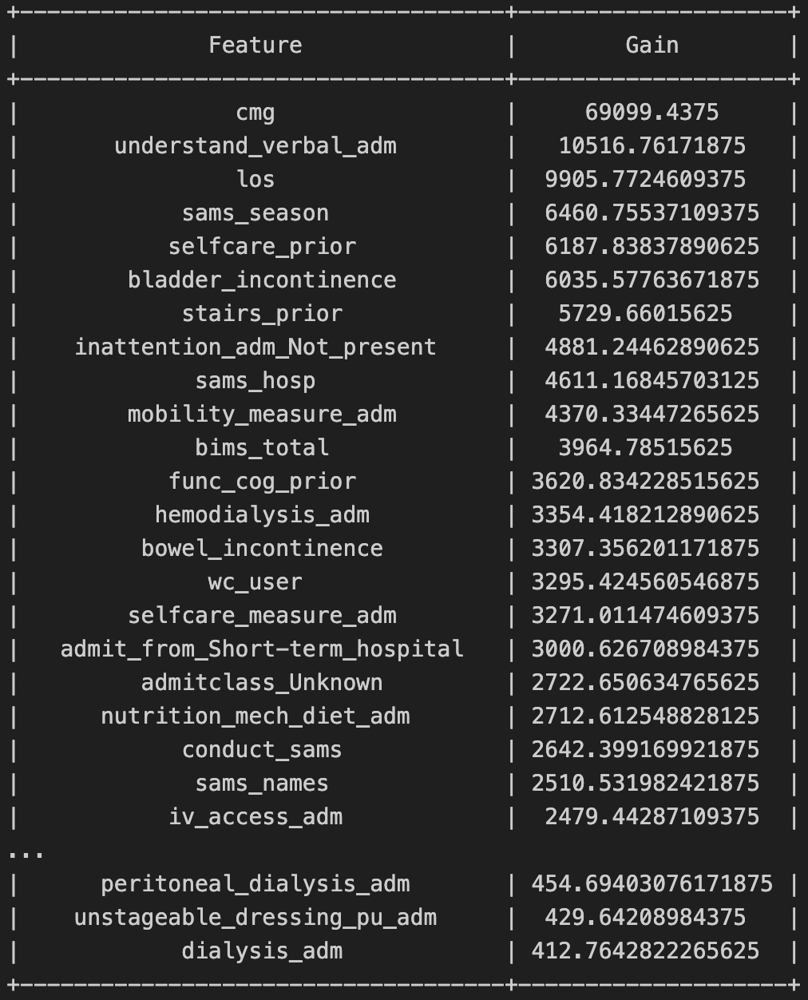 +------------------------------------+--------------------+
| Feature | Gain |
+------------------------------------+--------------------+
| cmg | 69099.4375 |
| understand_verbal_adm | 10516.76171875 |
| los | 9905.7724609375 |
| sams_season | 6460.75537109375 |
| selfcare_prior | 6187.83837890625 |
| bladder_incontinence | 6035.57763671875 |
| stairs_prior | 5729.66015625 |
| inattention_adm_Not_present | 4881.24462890625 |
| sams_hosp | 4611.16845703125 |
| mobility_measure_adm | 4370.33447265625 |
| bims_total | 3964.78515625 |
| func_cog_prior | 3620.834228515625 |
| hemodialysis_adm | 3354.418212890625 |
| bowel_incontinence | 3307.356201171875 |
| wc_user | 3295.424560546875 |
| selfcare_measure_adm | 3271.011474609375 |
| admit_from_Short-term_hospital | 3000.626708984375 |
| admitclass_Unknown | 2722.650634765625 |
| nutrition_mech_diet_adm | 2712.612548828125 |
| conduct_sams | 2642.399169921875 |
| sams_names | 2510.531982421875 |
| iv_access_adm | 2479.44287109375 |
...
| peritoneal_dialysis_adm | 454.69403076171875 |
| unstageable_dressing_pu_adm | 429.64208984375 |
| dialysis_adm | 412.7642822265625 |
+------------------------------------+--------------------+